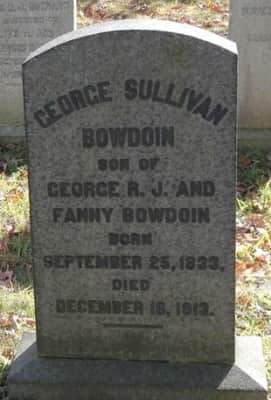 GEORGE SULLIVAN
BOWDOIN
SON OF
GEORGE R. J. AND
FANNY BOWDOIN
BORN
SEPTEMBER 25, 1833,
DIED
DECEMBER 16, 1913.